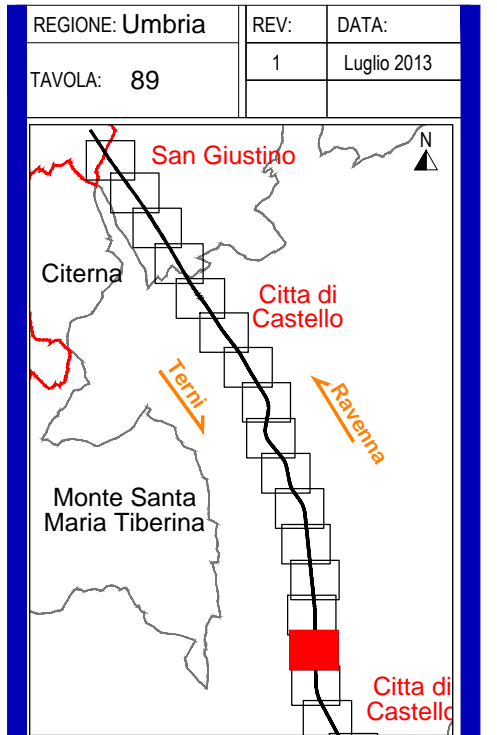 REGIONE: Umbria
REV:
DATA:
TAVOLA: 89
1
Luglio 2013
N
San Giustino
Citerna
Citta di
Castello
Terni
Ravenna
Monte Santa
Maria Tiberina
Citta di
Castello